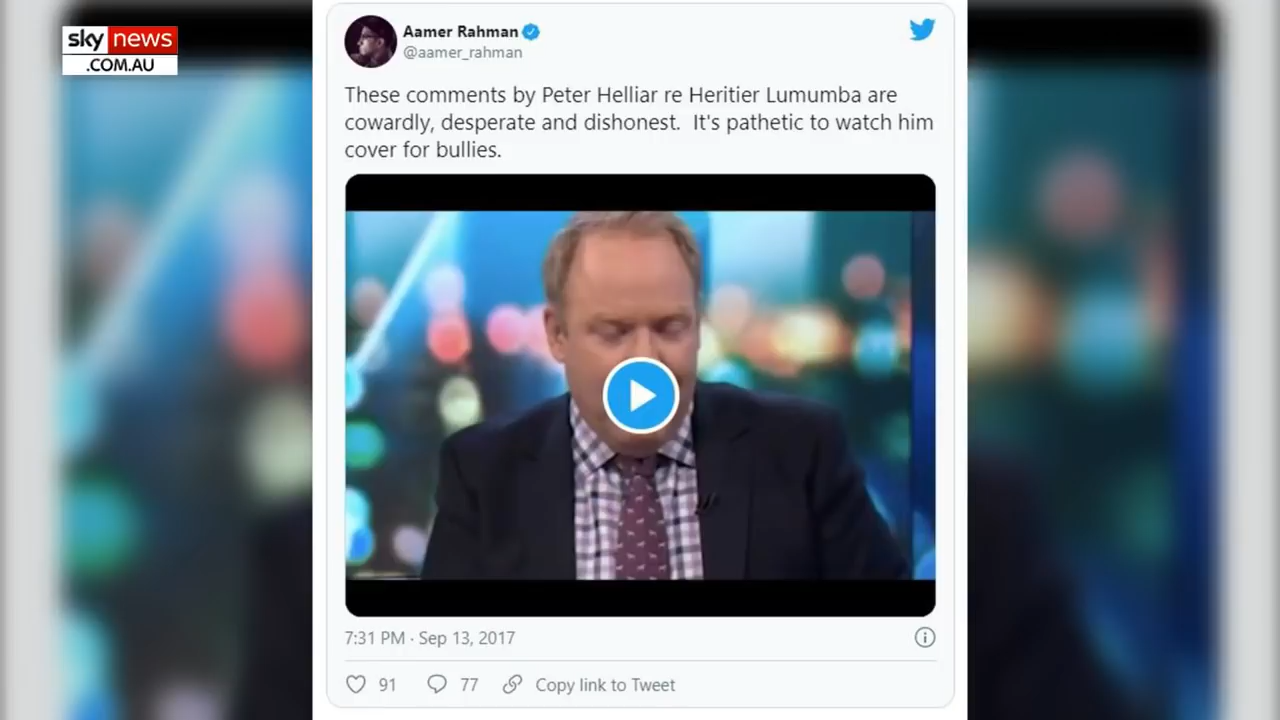 sky news
.COM.AU
Aamer Rahman
@aamer_rahman
These comments by Peter Helliar re Heritier Lumumba are
cowardly, desperate and dishonest.  It's pathetic to watch him
cover for bullies.
7:31 PM · Sep 13, 2017
91 77 Copy link to Tweet